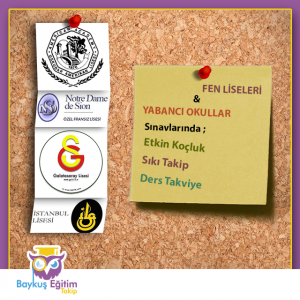 Notre Dame
de Sion
ÖZEL FRANSIZ LİSESİ
Galatasaray Lisesi
İSTANBUL
LİSESİ
FEN LİSELERİ
&
YABANCI OKULLAR
Sınavlarında ;
Etkin Koçluk
Sıkı Takip
Ders Takviye
Baykuş Eğitim
Takip